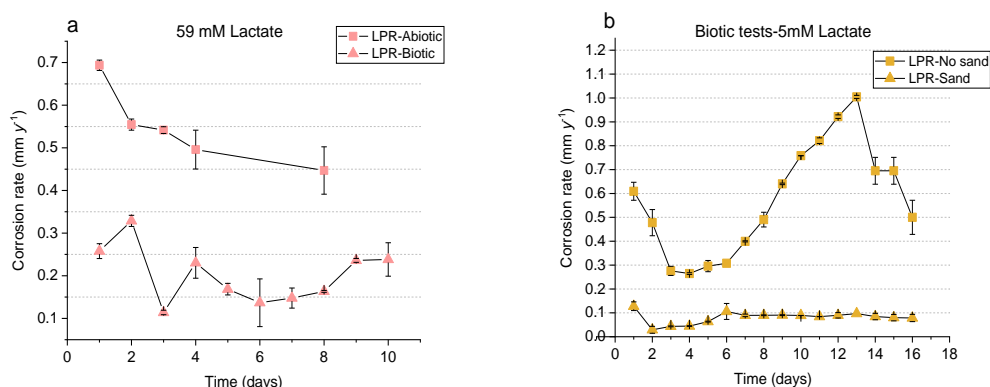 a
59 mM Lactate
LPR-Abiotic
LPR-Biotic
Corrosion rate (mm y-1)
0.7
0.6
0.5
0.4
0.3
0.2
0.1
0 2 4 6 8 10
Time (days)
b
Biotic tests-5mM Lactate
LPR-No sand
LPR-Sand
Corrosion rate (mm y-1)
1.2
1.1
1.0
0.9
0.8
0.7
0.6
0.5
0.4
0.3
0.2
0.1
0.0
0 2 4 6 8 10 12 14 16 18
Time (days)